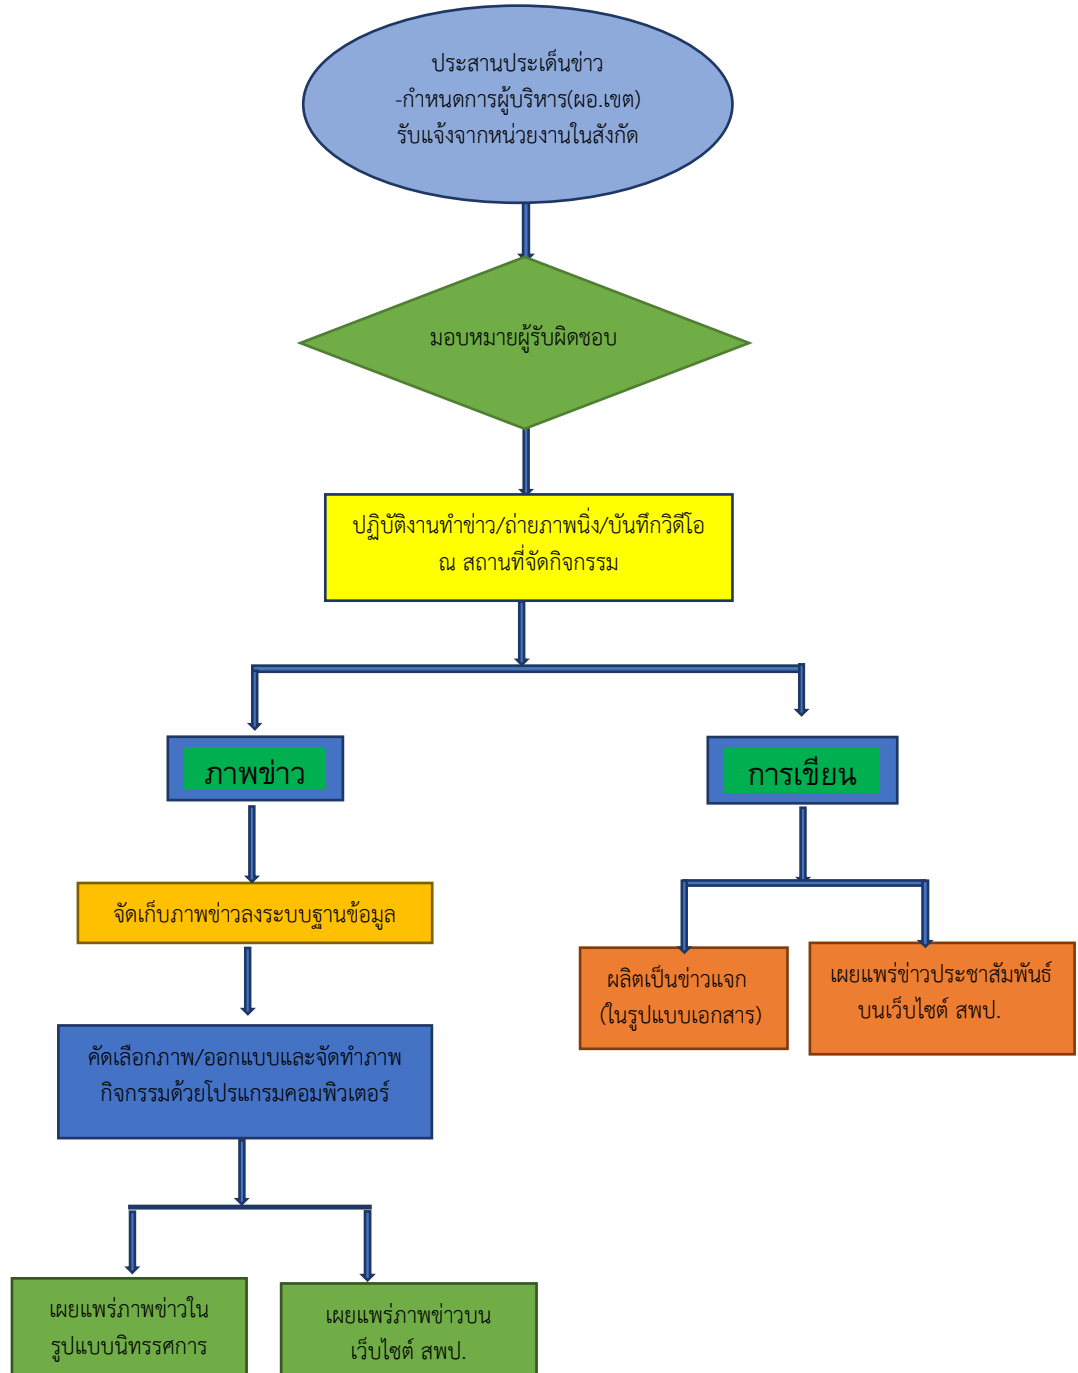 ประสานประเด็นข่าว
-กำหนดการผู้บริหาร(ผอ.เขต)
รับแจ้งจากหน่วยงานในสังกัด
มอบหมายผู้รับผิดชอบ
ปฏิบัติงานทำข่าว/ถ่ายภาพนิ่ง/บันทึกวิดีโอ
ณ สถานที่จัดกิจกรรม
ภาพข่าว
การเขียน
จัดเก็บภาพข่าวลงระบบฐานข้อมูล
ผลิตเป็นข่าวแจก
(ในรูปแบบเอกสาร)
เผยแพร่ข่าวประชาสัมพันธ์
บนเว็บไซต์ สพป.
คัดเลือกภาพ/ออกแบบและจัดทำภาพ
กิจกรรมด้วยโปรแกรมคอมพิวเตอร์
เผยแพร่ภาพข่าวใน
รูปแบบนิทรรศการ
เผยแพร่ภาพข่าวบน
เว็บไซต์ สพป.